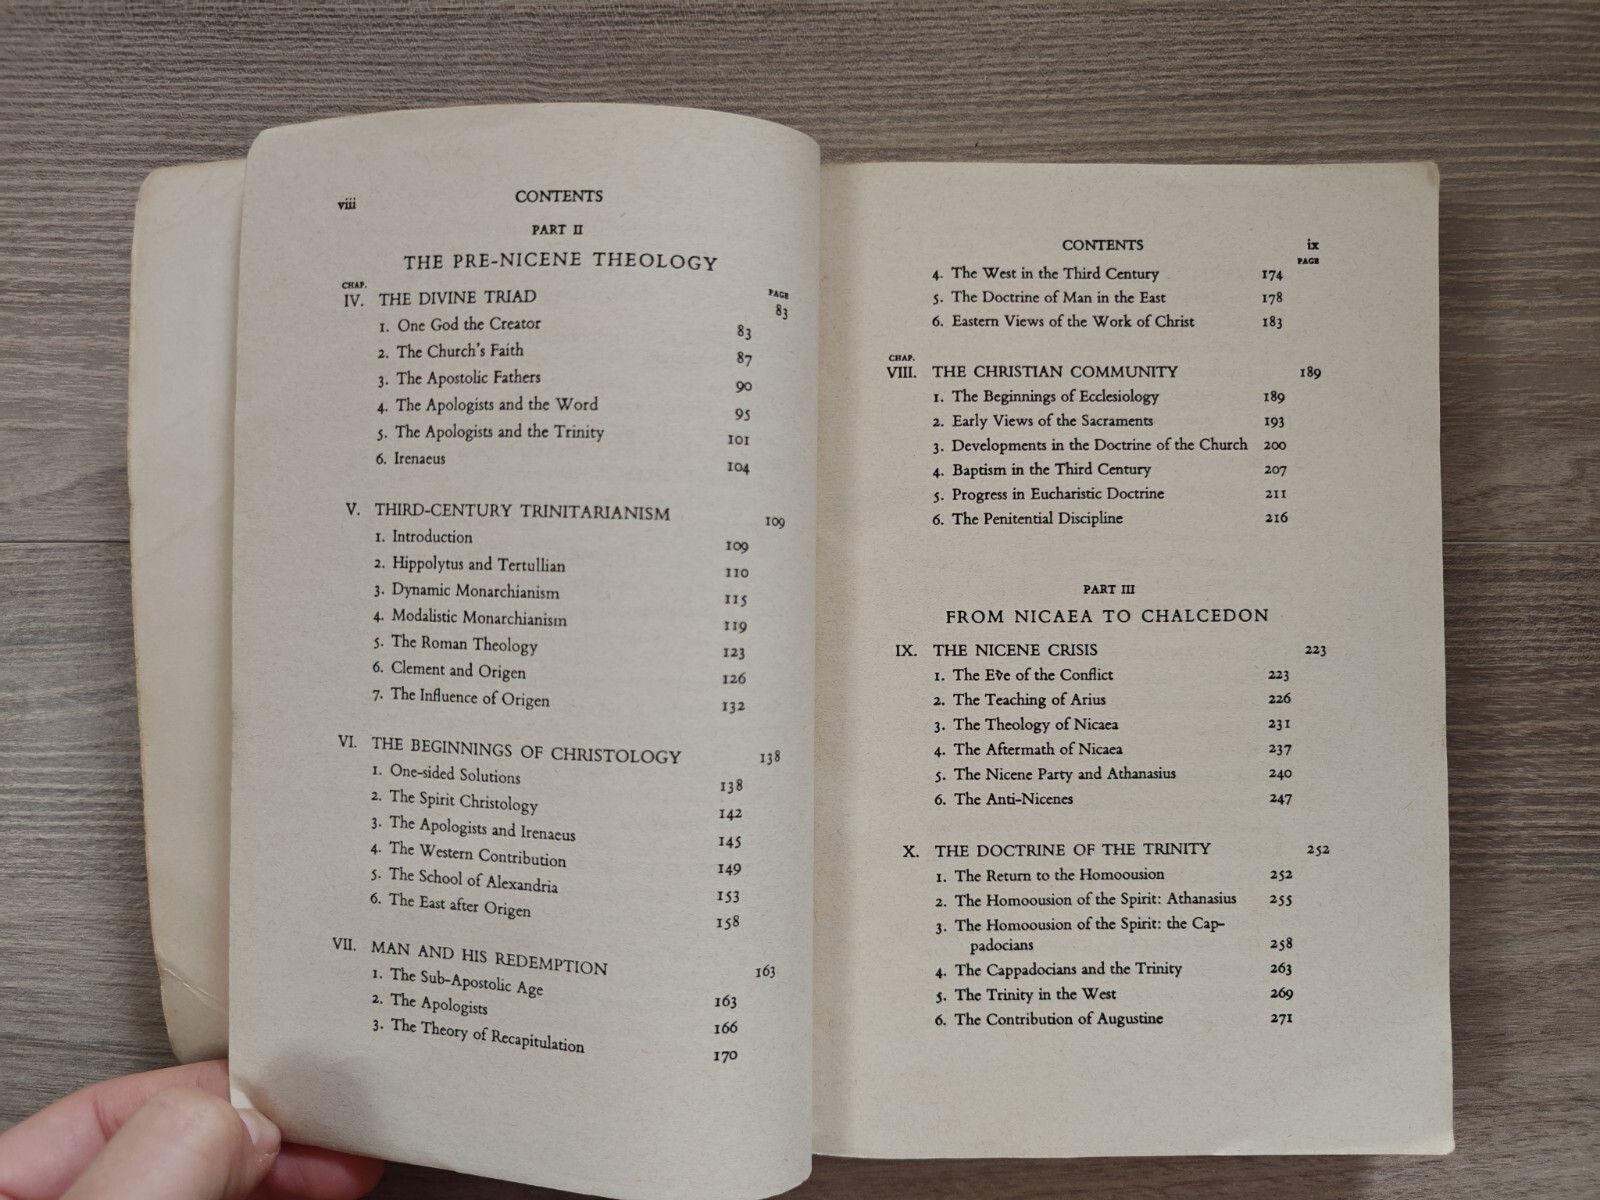 viii
CONTENTS
PART II
THE PRE-NICENE THEOLOGY
CHAP. PAGE
IV. THE DIVINE TRIAD 83
1. One God the Creator 83
2. The Church's Faith 87
3. The Apostolic Fathers 90
4. The Apologists and the Word 95
5. The Apologists and the Trinity 101
6. Irenaeus 104
V. THIRD-CENTURY TRINITARIANISM 109
1. Introduction 109
2. Hippolytus and Tertullian 110
3. Dynamic Monarchianism 115
4. Modalistic Monarchianism 119
5. The Roman Theology 123
6. Clement and Origen 126
7. The Influence of Origen 132
VI. THE BEGINNINGS OF CHRISTOLOGY 138
1. One-sided Solutions 138
2. The Spirit Christology 142
3. The Apologists and Irenaeus 145
4. The Western Contribution 149
5. The School of Alexandria 153
6. The East after Origen 158
VII. MAN AND HIS REDEMPTION 163
1. The Sub-Apostolic Age 163
2. The Apologists 166
3. The Theory of Recapitulation 170
CONTENTS ix
PAGE
4. The West in the Third Century 174
5. The Doctrine of Man in the East 178
6. Eastern Views of the Work of Christ 183
CHAP.
VIII. THE CHRISTIAN COMMUNITY 189
1. The Beginnings of Ecclesiology 189
2. Early Views of the Sacraments 193
3. Developments in the Doctrine of the Church 200
4. Baptism in the Third Century 207
5. Progress in Eucharistic Doctrine 211
6. The Penitential Discipline 216
PART III
FROM NICAEA TO CHALCEDON
IX. THE NICENE CRISIS 223
1. The Eve of the Conflict 223
2. The Teaching of Arius 226
3. The Theology of Nicaea 231
4. The Aftermath of Nicaea 237
5. The Nicene Party and Athanasius 240
6. The Anti-Nicenes 247
X. THE DOCTRINE OF THE TRINITY 252
1. The Return to the Homoousion 252
2. The Homoousion of the Spirit: Athanasius 255
3. The Homoousion of the Spirit: the Cap-
padocians 258
4. The Cappadocians and the Trinity 263
5. The Trinity in the West 269
6. The Contribution of Augustine 271